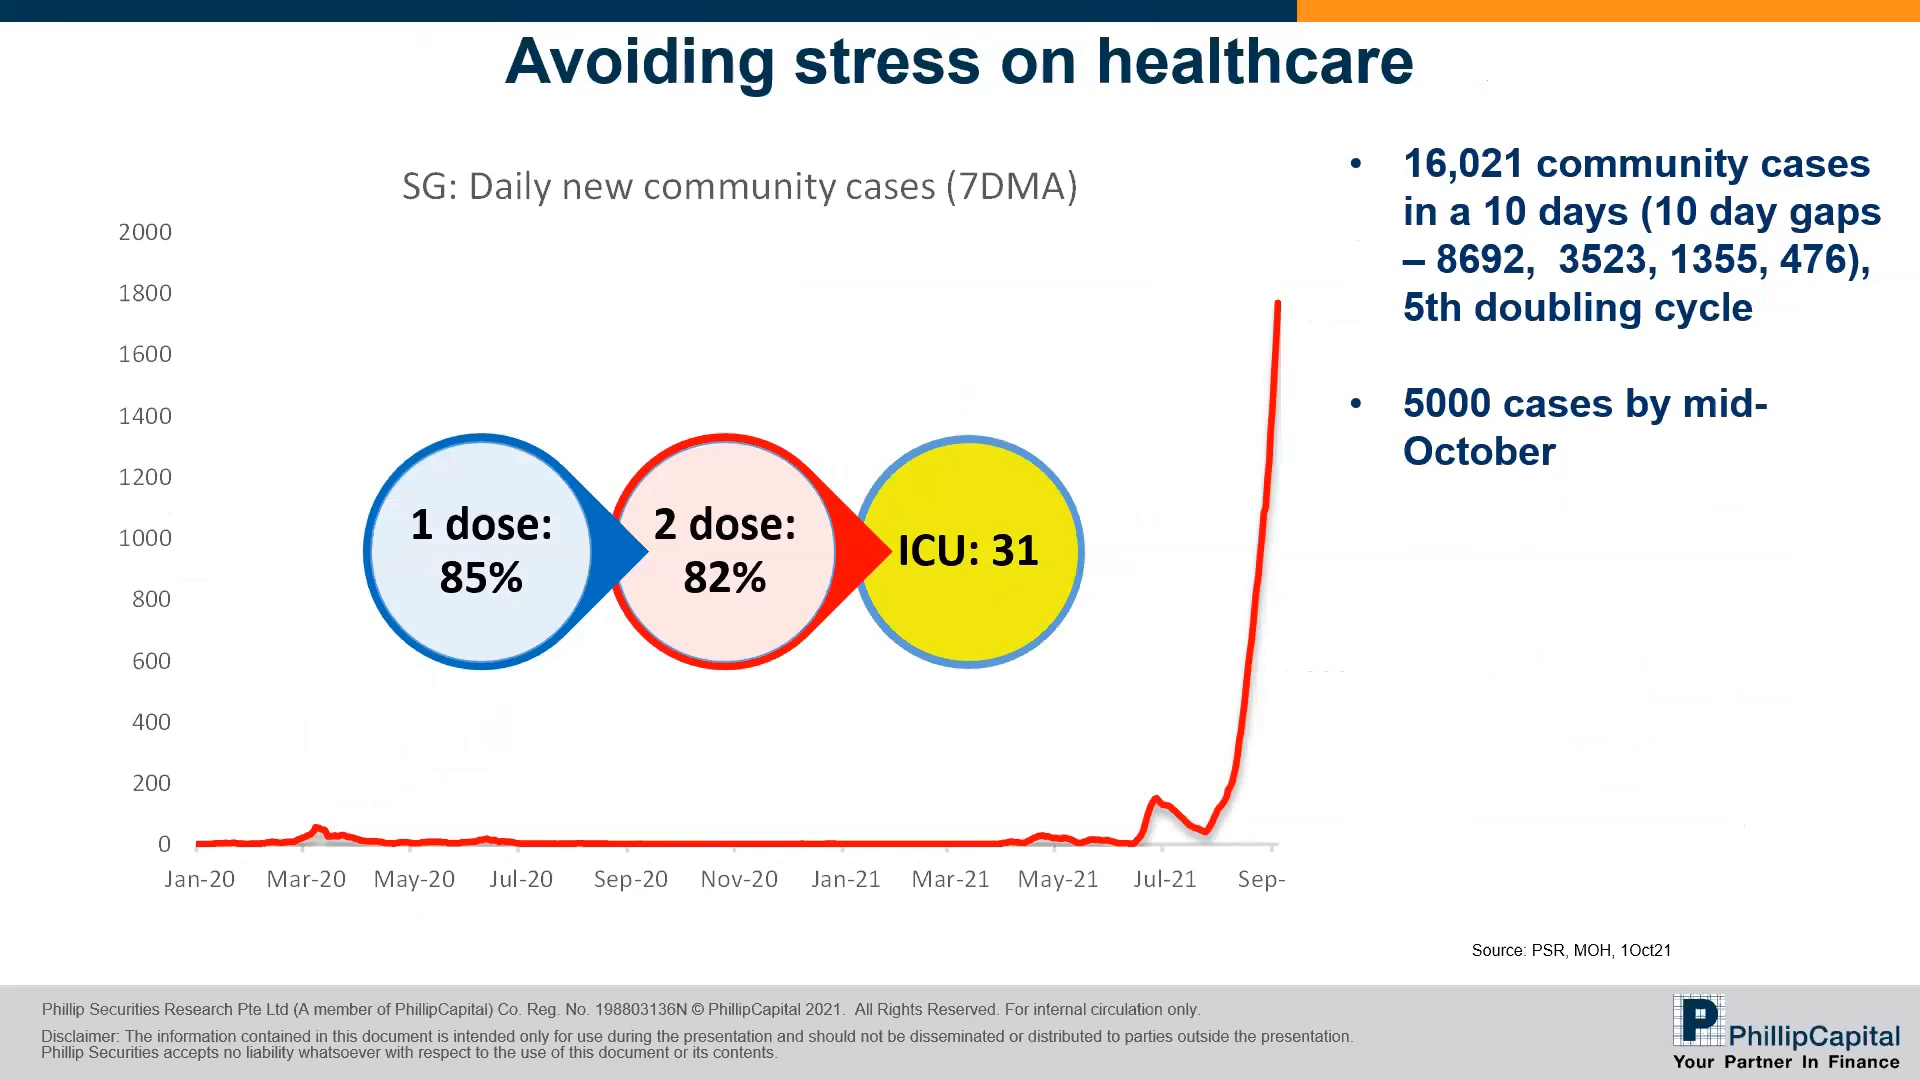 Avoiding stress on healthcare
SG: Daily new community cases (7DMA)
2000
1800
1600
1400
1200
1000
800
600
400
200
0
Jan-20 Mar-20 May-20 Jul-20 Sep-20 Nov-20 Jan-21 Mar-21 May-21 Jul-21 Sep-
1 dose:
85%
2 dose:
82%
ICU: 31
• 16,021 community cases
in a 10 days (10 day gaps
– 8692, 3523, 1355, 476),
5th doubling cycle
• 5000 cases by mid-
October
Source: PSR, MOH, 1Oct21
Phillip Securities Research Pte Ltd (A member of PhillipCapital) Co. Reg. No. 198803136N © PhillipCapital 2021. All Rights Reserved. For internal circulation only.
Disclaimer: The information contained in this document is intended only for use during the presentation and should not be disseminated or distributed to parties outside the presentation.
Phillip Securities accepts no liability whatsoever with respect to the use of this document or its contents.
P PhillipCapital
Your Partner In Finance